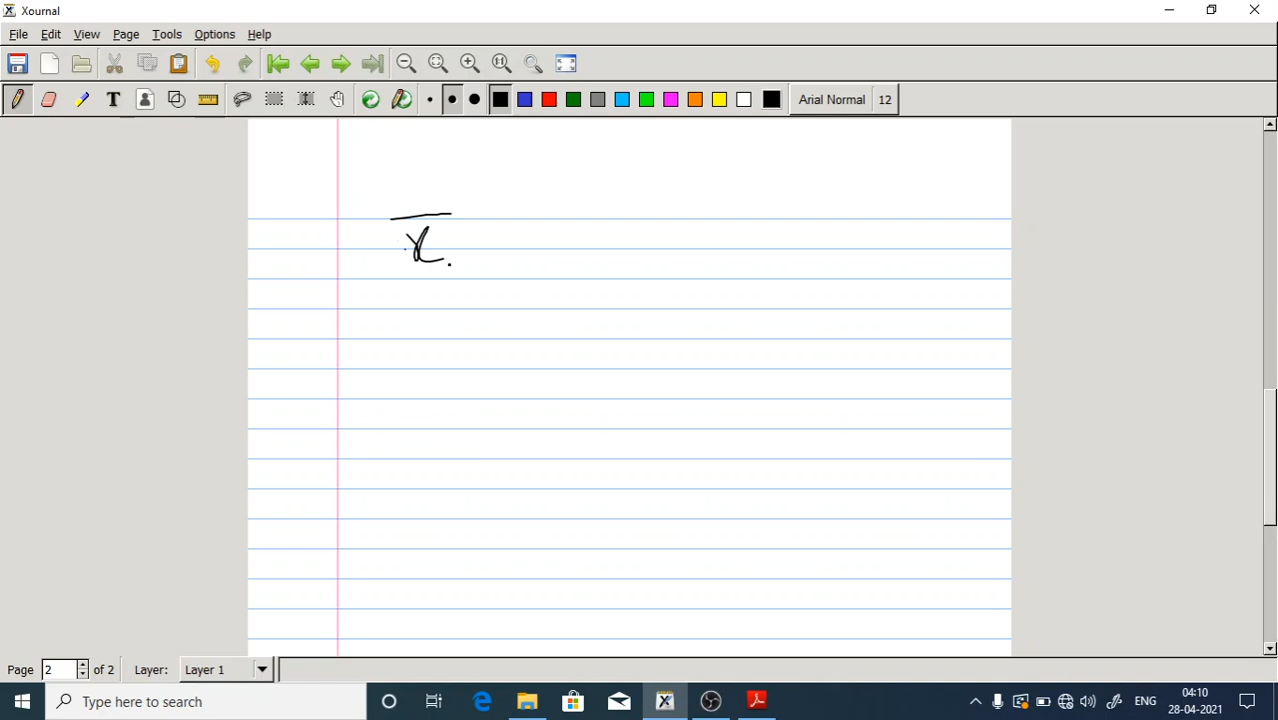 Xournal
File Edit View Page Tools Options Help
T Arial Normal 12
x̄.
Page 2 of 2 Layer: Layer 1
Type here to search
ENG
04:10
28-04-2021